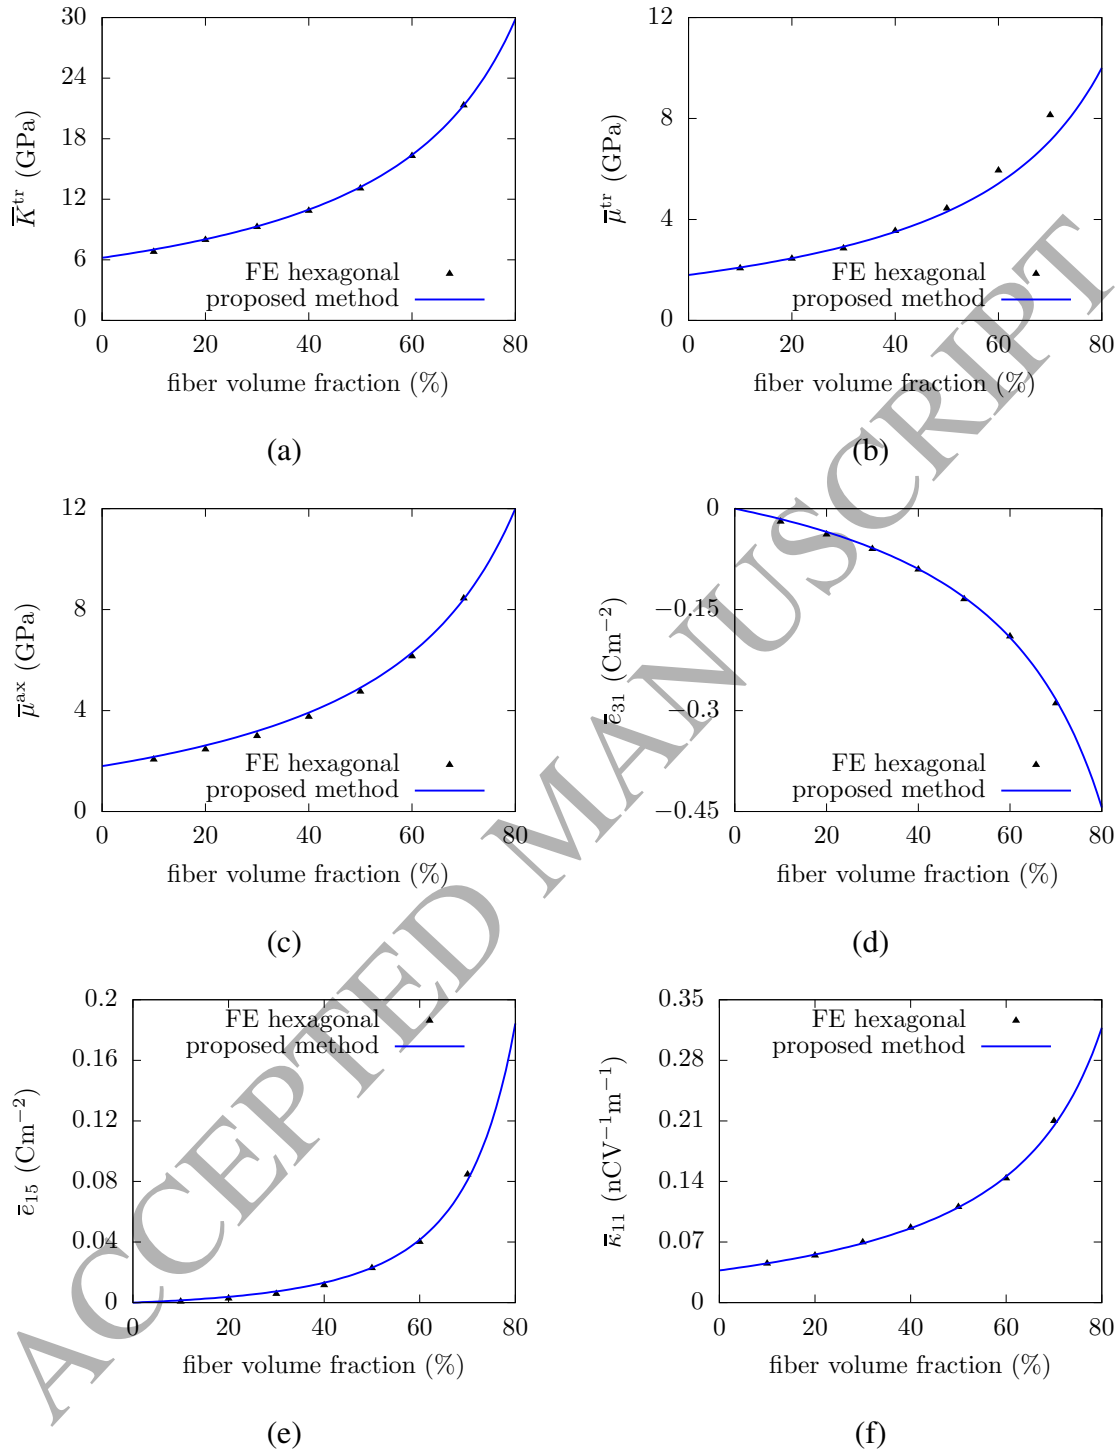 30
24
18
12
6
0
K̅ᵗʳ (GPa)
FE hexagonal
proposed method
0 20 40 60 80
fiber volume fraction (%)
(a)
12
8
4
0
μ̅ᵗʳ (GPa)
FE hexagonal
proposed method
0 20 40 60 80
fiber volume fraction (%)
(b)
12
8
4
0
μ̅ᵃˣ (GPa)
FE hexagonal
proposed method
0 20 40 60 80
fiber volume fraction (%)
(c)
0
−0.15
−0.3
−0.45
e̅₃₁ (Cm⁻²)
FE hexagonal
proposed method
0 20 40 60 80
fiber volume fraction (%)
(d)
0.2
0.16
0.12
0.08
0.04
0
e̅₁₅ (Cm⁻²)
FE hexagonal
proposed method
0 20 40 60 80
fiber volume fraction (%)
(e)
0.35
0.28
0.21
0.14
0.07
0
κ̅₁₁ (nCV⁻¹m⁻¹)
FE hexagonal
proposed method
0 20 40 60 80
fiber volume fraction (%)
(f)
ACCEPTED MANUSCRIPT